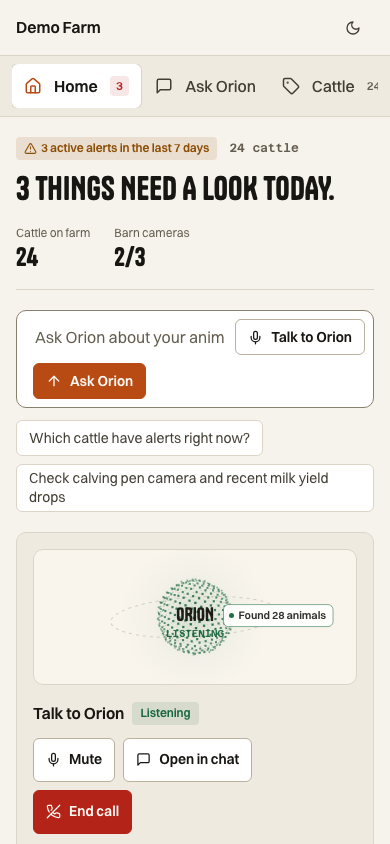 Demo Farm
Home 3 Ask Orion Cattle 24
3 active alerts in the last 7 days 24 cattle
3 THINGS NEED A LOOK TODAY.
Cattle on farm Barn cameras
24 2/3
Ask Orion about your anim Talk to Orion
Ask Orion
Which cattle have alerts right now?
Check calving pen camera and recent milk yield
drops
ORION
LISTENING
Found 28 animals
Talk to Orion Listening
Mute Open in chat
End call